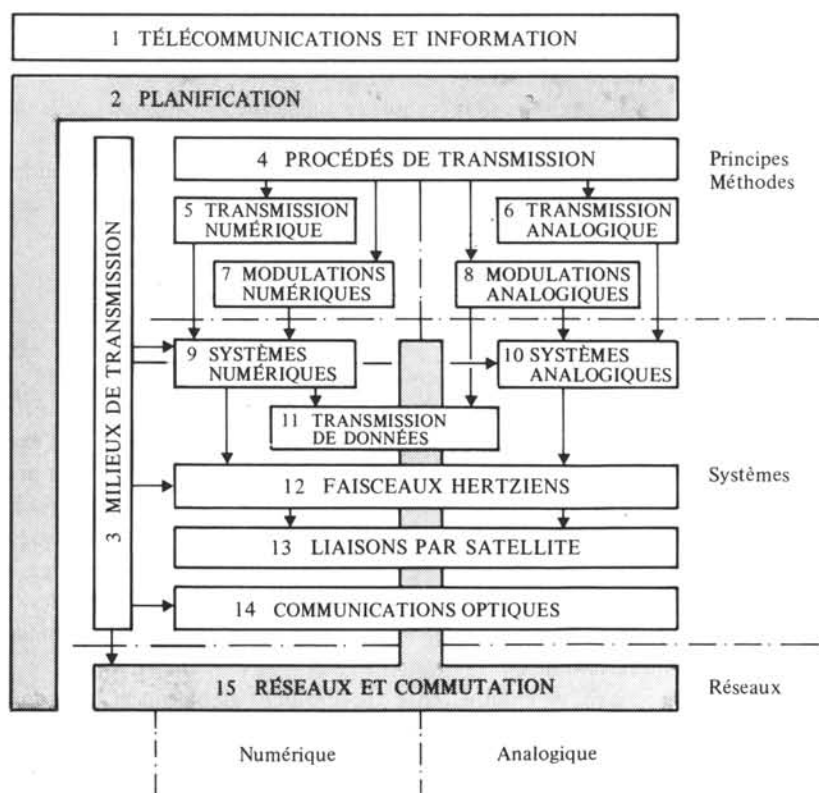 1 TÉLÉCOMMUNICATIONS ET INFORMATION
2 PLANIFICATION
3 MILIEUX DE TRANSMISSION
4 PROCÉDÉS DE TRANSMISSION
Principes
Méthodes
5 TRANSMISSION
NUMÉRIQUE
6 TRANSMISSION
ANALOGIQUE
7 MODULATIONS
NUMÉRIQUES
8 MODULATIONS
ANALOGIQUES
9 SYSTÈMES
NUMÉRIQUES
10 SYSTÈMES
ANALOGIQUES
11 TRANSMISSION
DE DONNÉES
12 FAISCEAUX HERTZIENS
Systèmes
13 LIAISONS PAR SATELLITE
14 COMMUNICATIONS OPTIQUES
15 RÉSEAUX ET COMMUTATION
Réseaux
Numérique
Analogique